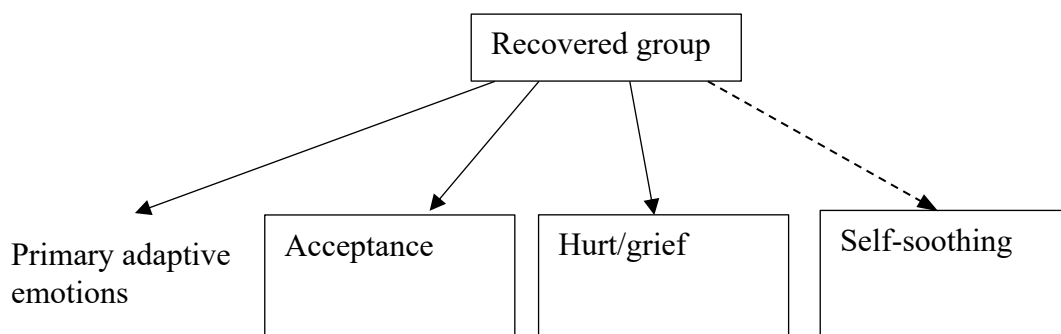 Recovered group
Primary adaptive
emotions
Acceptance
Hurt/grief
Self-soothing